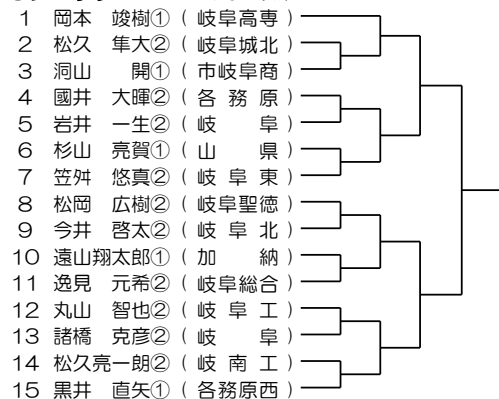 1 岡本 竣樹① ( 岐阜高専 )
2 松久 隼大② ( 岐阜城北 )
3 洞山 開① ( 市岐阜商 )
4 國井 大暉② ( 各務原 )
5 岩井 一生② ( 岐阜 )
6 杉山 亮賀① ( 山県 )
7 笠舛 悠真② ( 岐阜東 )
8 松岡 広樹② ( 岐阜聖徳 )
9 今井 啓太② ( 岐阜北 )
10 遠山翔太郎① ( 加納 )
11 逸見 元希② ( 岐阜総合 )
12 丸山 智也② ( 岐阜工 )
13 諸橋 克彦② ( 岐阜 )
14 松久亮一朗② ( 岐南工 )
15 黒井 直矢① ( 各務原西 )